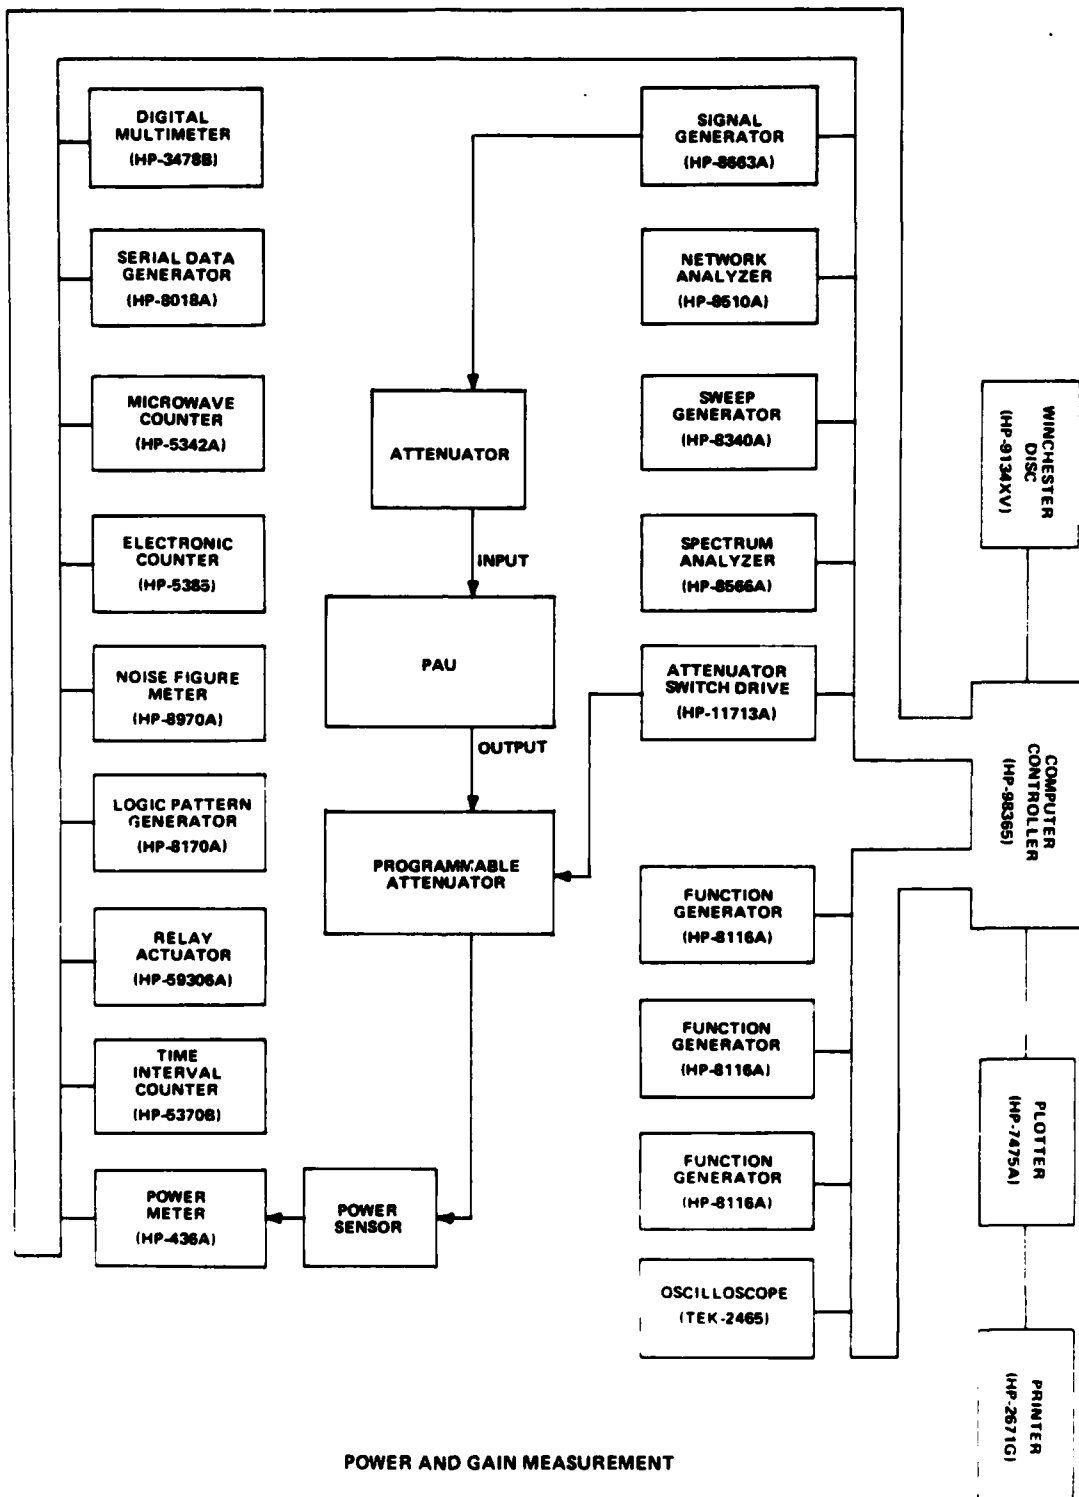 DIGITAL
MULTIMETER
(HP-3478B)
SERIAL DATA
GENERATOR
(HP-8018A)
MICROWAVE
COUNTER
(HP-5342A)
ELECTRONIC
COUNTER
(HP-5385)
NOISE FIGURE
METER
(HP-8970A)
LOGIC PATTERN
GENERATOR
(HP-8170A)
RELAY
ACTUATOR
(HP-59306A)
TIME
INTERVAL
COUNTER
(HP-5370B)
POWER
METER
(HP-436A)
POWER
SENSOR
ATTENUATOR
INPUT
PAU
OUTPUT
PROGRAMMABLE
ATTENUATOR
SIGNAL
GENERATOR
(HP-8663A)
NETWORK
ANALYZER
(HP-8510A)
SWEEP
GENERATOR
(HP-8340A)
SPECTRUM
ANALYZER
(HP-8566A)
ATTENUATOR
SWITCH DRIVE
(HP-11713A)
FUNCTION
GENERATOR
(HP-8116A)
FUNCTION
GENERATOR
(HP-8116A)
FUNCTION
GENERATOR
(HP-8116A)
OSCILLOSCOPE
(TEK-2465)
WINCHESTER
DISC
(HP-9134XV)
COMPUTER
CONTROLLER
(HP-98365)
PLOTTER
(HP-7475A)
PRINTER
(HP-2671G)
POWER AND GAIN MEASUREMENT